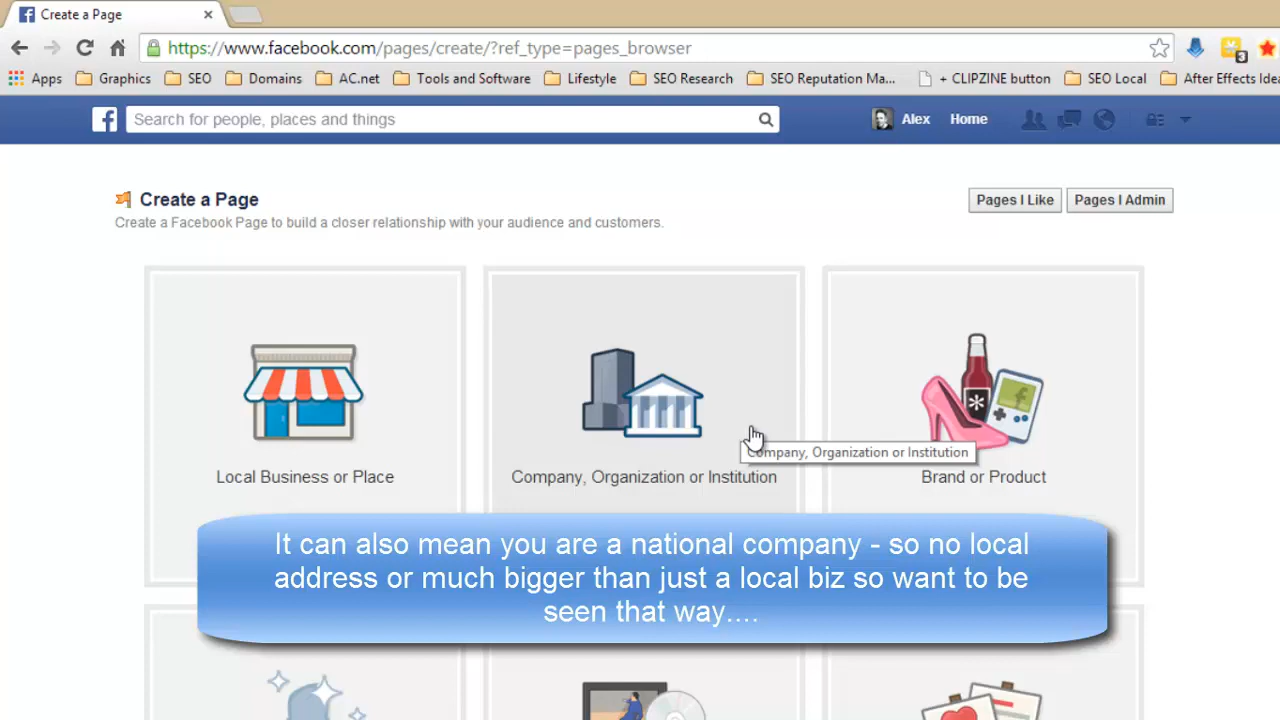 Create a Page
https://www.facebook.com/pages/create/?ref_type=pages_browser
3
Apps Graphics SEO Domains AC.net Tools and Software Lifestyle SEO Research SEO Reputation Ma... + CLIPZINE button SEO Local After Effects Idea
f Search for people, places and things Alex Home
Create a Page
Pages I Like Pages I Admin
Create a Facebook Page to build a closer relationship with your audience and customers.
Company, Organization or Institution
Local Business or Place Company, Organization or Institution Brand or Product
It can also mean you are a national company - so no local
address or much bigger than just a local biz so want to be
seen that way....